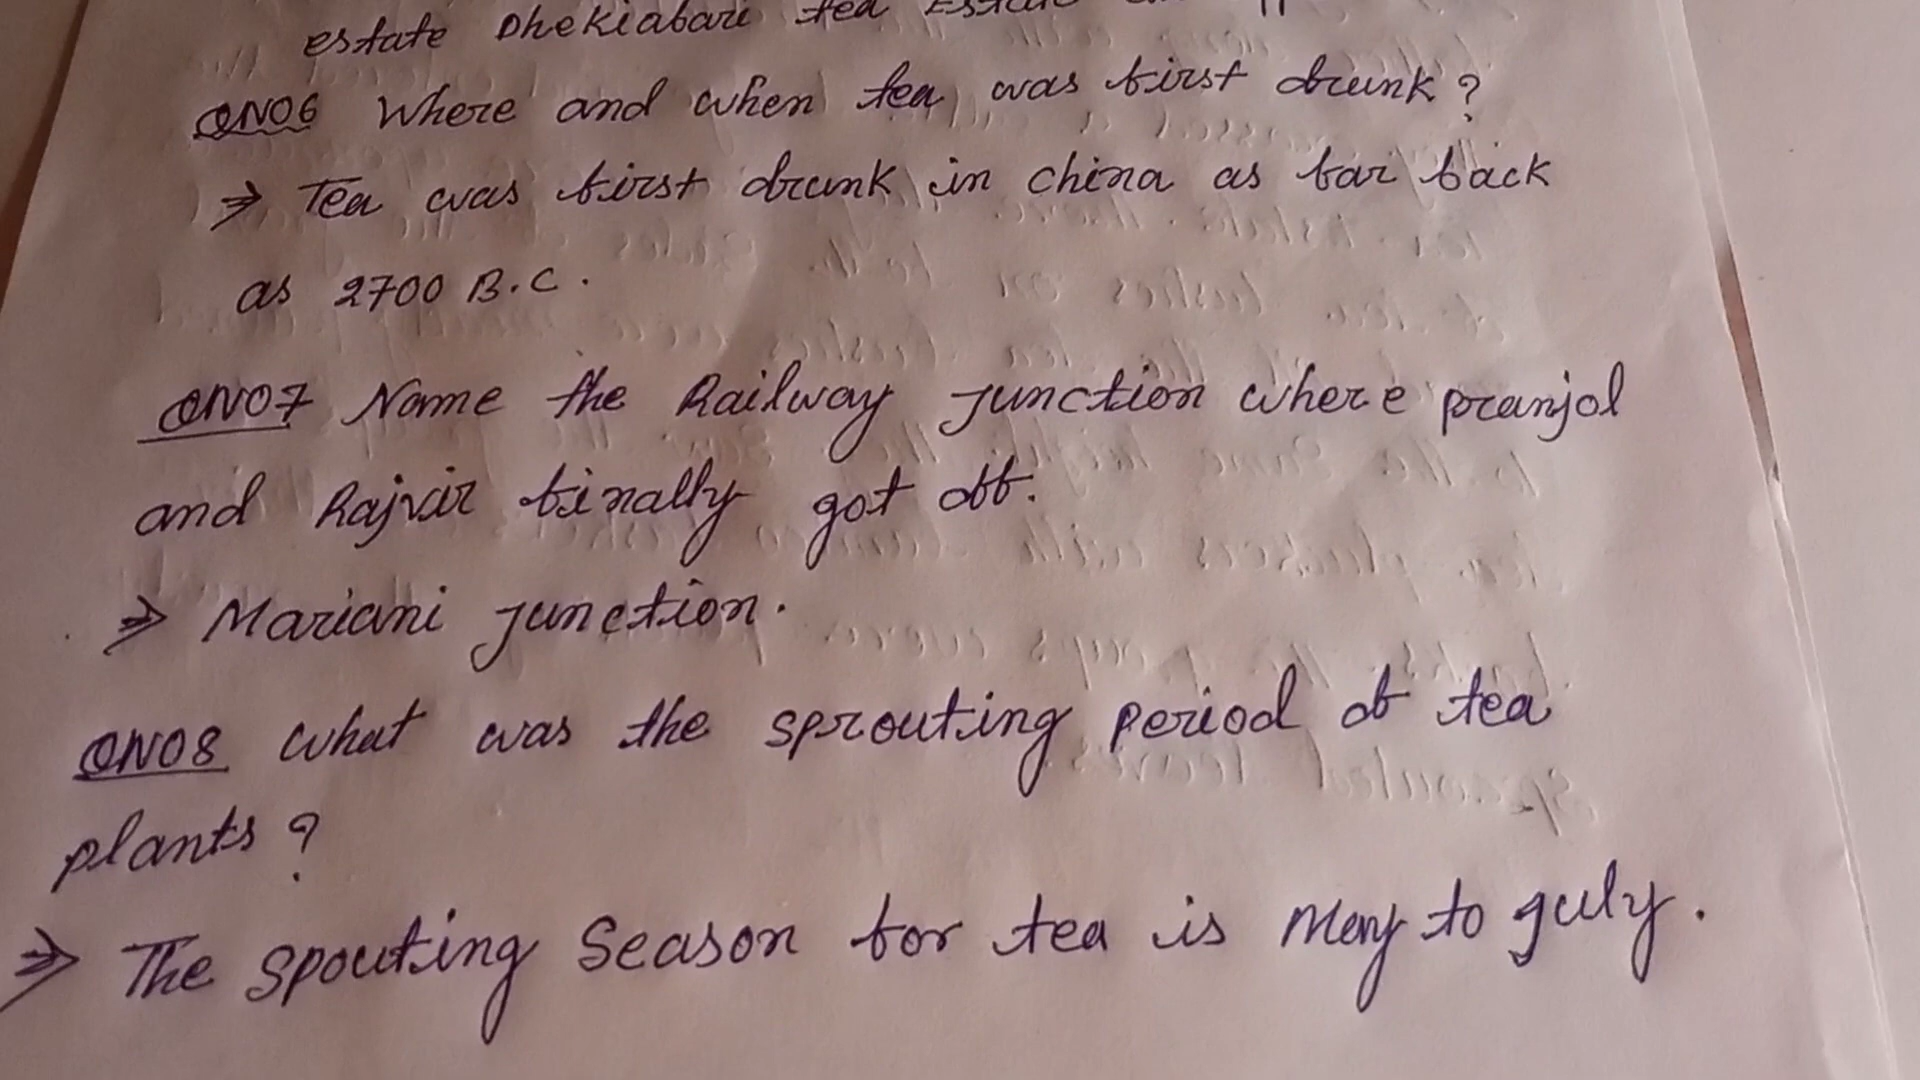 estate Dhekiabari tea Estate
QNO6 Where and when tea was first drunk?
⇒ Tea was first drunk in china as far back
as 2700 B.C.
QNO7 Name the Railway Junction where pranjol
and Rajvir finally got off.
⇒ Mariani junction.
QNO8 What was the sprouting period of tea
plants?
⇒ The spouting Season for tea is May to july.